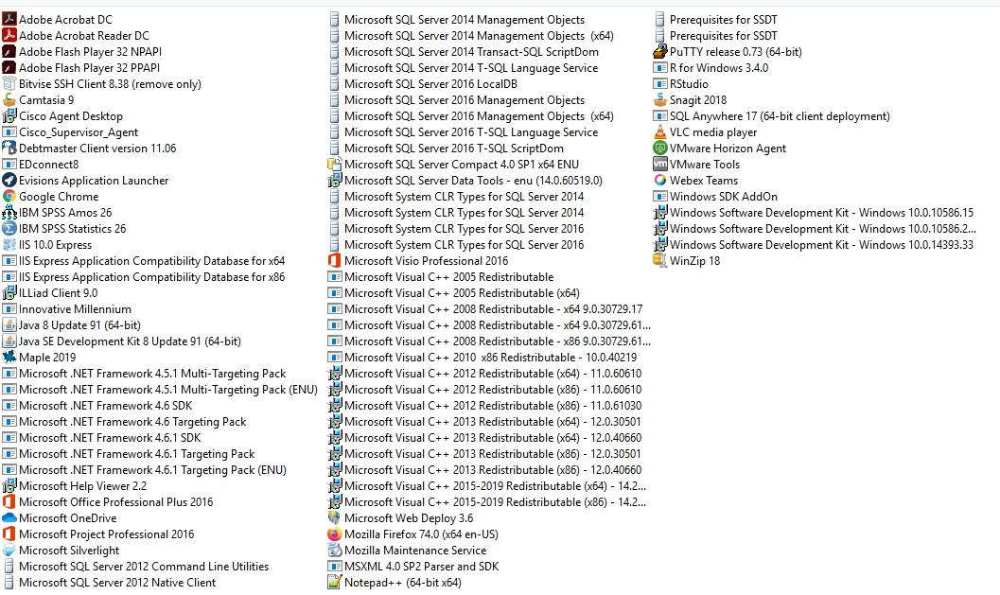 Adobe Acrobat DC
Adobe Acrobat Reader DC
Adobe Flash Player 32 NPAPI
Adobe Flash Player 32 PPAPI
Bitvise SSH Client 8.38 (remove only)
Camtasia 9
Cisco Agent Desktop
Cisco_Supervisor_Agent
Debtmaster Client version 11.06
EDconnect8
Evisions Application Launcher
Google Chrome
IBM SPSS Amos 26
IBM SPSS Statistics 26
IIS 10.0 Express
IIS Express Application Compatibility Database for x64
IIS Express Application Compatibility Database for x86
ILLiad Client 9.0
Innovative Millennium
Java 8 Update 91 (64-bit)
Java SE Development Kit 8 Update 91 (64-bit)
Maple 2019
Microsoft .NET Framework 4.5.1 Multi-Targeting Pack
Microsoft .NET Framework 4.5.1 Multi-Targeting Pack (ENU)
Microsoft .NET Framework 4.6 SDK
Microsoft .NET Framework 4.6 Targeting Pack
Microsoft .NET Framework 4.6.1 SDK
Microsoft .NET Framework 4.6.1 Targeting Pack
Microsoft .NET Framework 4.6.1 Targeting Pack (ENU)
Microsoft Help Viewer 2.2
Microsoft Office Professional Plus 2016
Microsoft OneDrive
Microsoft Project Professional 2016
Microsoft Silverlight
Microsoft SQL Server 2012 Command Line Utilities
Microsoft SQL Server 2012 Native Client
Microsoft SQL Server 2014 Management Objects
Microsoft SQL Server 2014 Management Objects (x64)
Microsoft SQL Server 2014 Transact-SQL ScriptDom
Microsoft SQL Server 2014 T-SQL Language Service
Microsoft SQL Server 2016 LocalDB
Microsoft SQL Server 2016 Management Objects
Microsoft SQL Server 2016 Management Objects (x64)
Microsoft SQL Server 2016 T-SQL Language Service
Microsoft SQL Server 2016 T-SQL ScriptDom
Microsoft SQL Server Compact 4.0 SP1 x64 ENU
Microsoft SQL Server Data Tools - enu (14.0.60519.0)
Microsoft System CLR Types for SQL Server 2014
Microsoft System CLR Types for SQL Server 2014
Microsoft System CLR Types for SQL Server 2016
Microsoft System CLR Types for SQL Server 2016
Microsoft Visio Professional 2016
Microsoft Visual C++ 2005 Redistributable
Microsoft Visual C++ 2005 Redistributable (x64)
Microsoft Visual C++ 2008 Redistributable - x64 9.0.30729.17
Microsoft Visual C++ 2008 Redistributable - x64 9.0.30729.61...
Microsoft Visual C++ 2008 Redistributable - x86 9.0.30729.61...
Microsoft Visual C++ 2010 x86 Redistributable - 10.0.40219
Microsoft Visual C++ 2012 Redistributable (x64) - 11.0.60610
Microsoft Visual C++ 2012 Redistributable (x86) - 11.0.60610
Microsoft Visual C++ 2012 Redistributable (x86) - 11.0.61030
Microsoft Visual C++ 2013 Redistributable (x64) - 12.0.30501
Microsoft Visual C++ 2013 Redistributable (x64) - 12.0.40660
Microsoft Visual C++ 2013 Redistributable (x86) - 12.0.30501
Microsoft Visual C++ 2013 Redistributable (x86) - 12.0.40660
Microsoft Visual C++ 2015-2019 Redistributable (x64) - 14.2...
Microsoft Visual C++ 2015-2019 Redistributable (x86) - 14.2...
Microsoft Web Deploy 3.6
Mozilla Firefox 74.0 (x64 en-US)
Mozilla Maintenance Service
MSXML 4.0 SP2 Parser and SDK
Notepad++ (64-bit x64)
Prerequisites for SSDT
Prerequisites for SSDT
PuTTY release 0.73 (64-bit)
R for Windows 3.4.0
RStudio
Snagit 2018
SQL Anywhere 17 (64-bit client deployment)
VLC media player
VMware Horizon Agent
vm VMware Tools
Webex Teams
Windows SDK AddOn
Windows Software Development Kit - Windows 10.0.10586.15
Windows Software Development Kit - Windows 10.0.10586.2...
Windows Software Development Kit - Windows 10.0.14393.33
WinZip 18